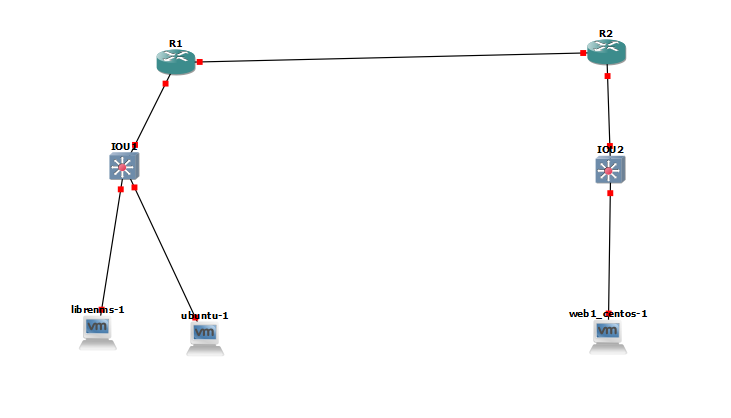 R1
R2
IOU1
IOU2
librenms-1
ubuntu-1
web1_centos-1
vm
vm
vm